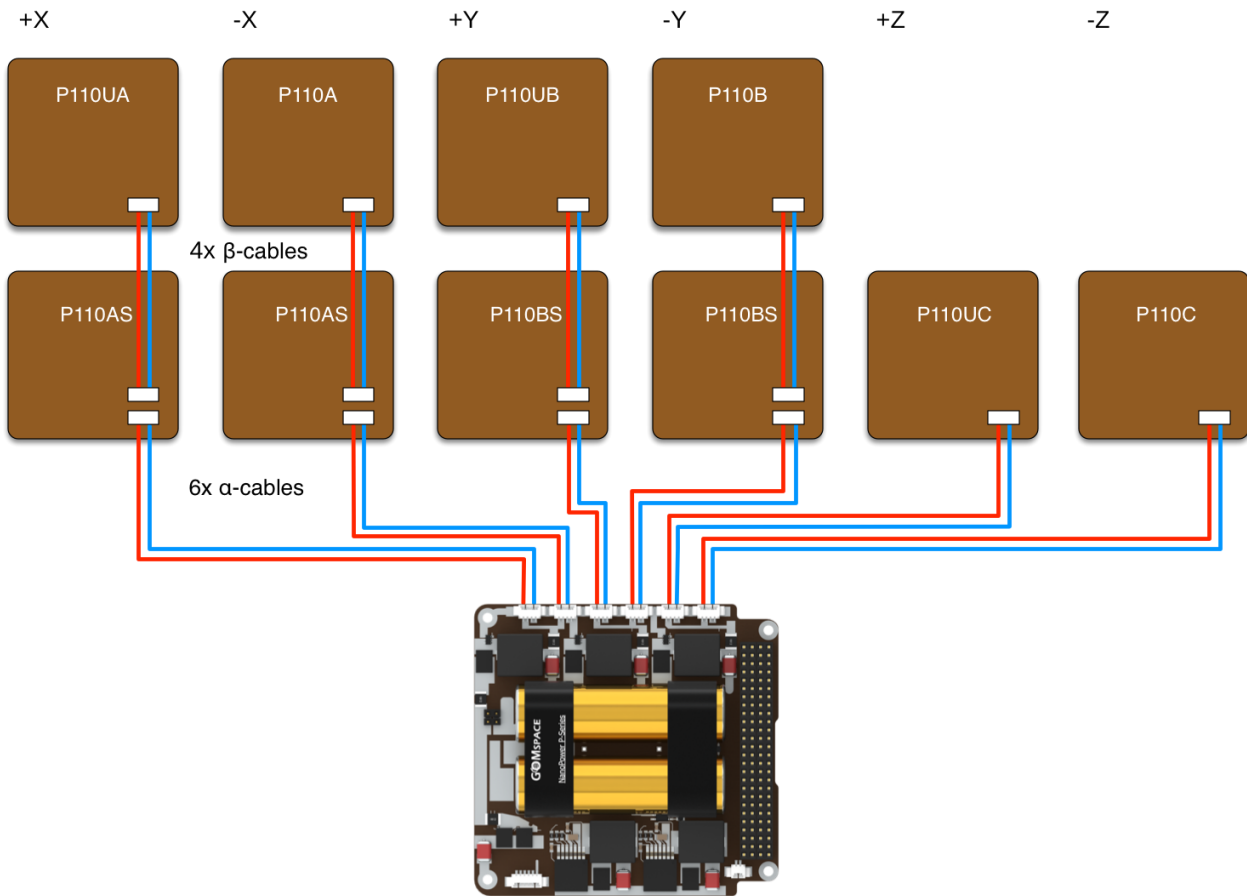 +X -X +Y -Y +Z -Z
P110UA P110A P110UB P110B
4x β-cables
P110AS P110AS P110BS P110BS P110UC P110C
6x α-cables
GOMSPACE
NanoPower P-Series